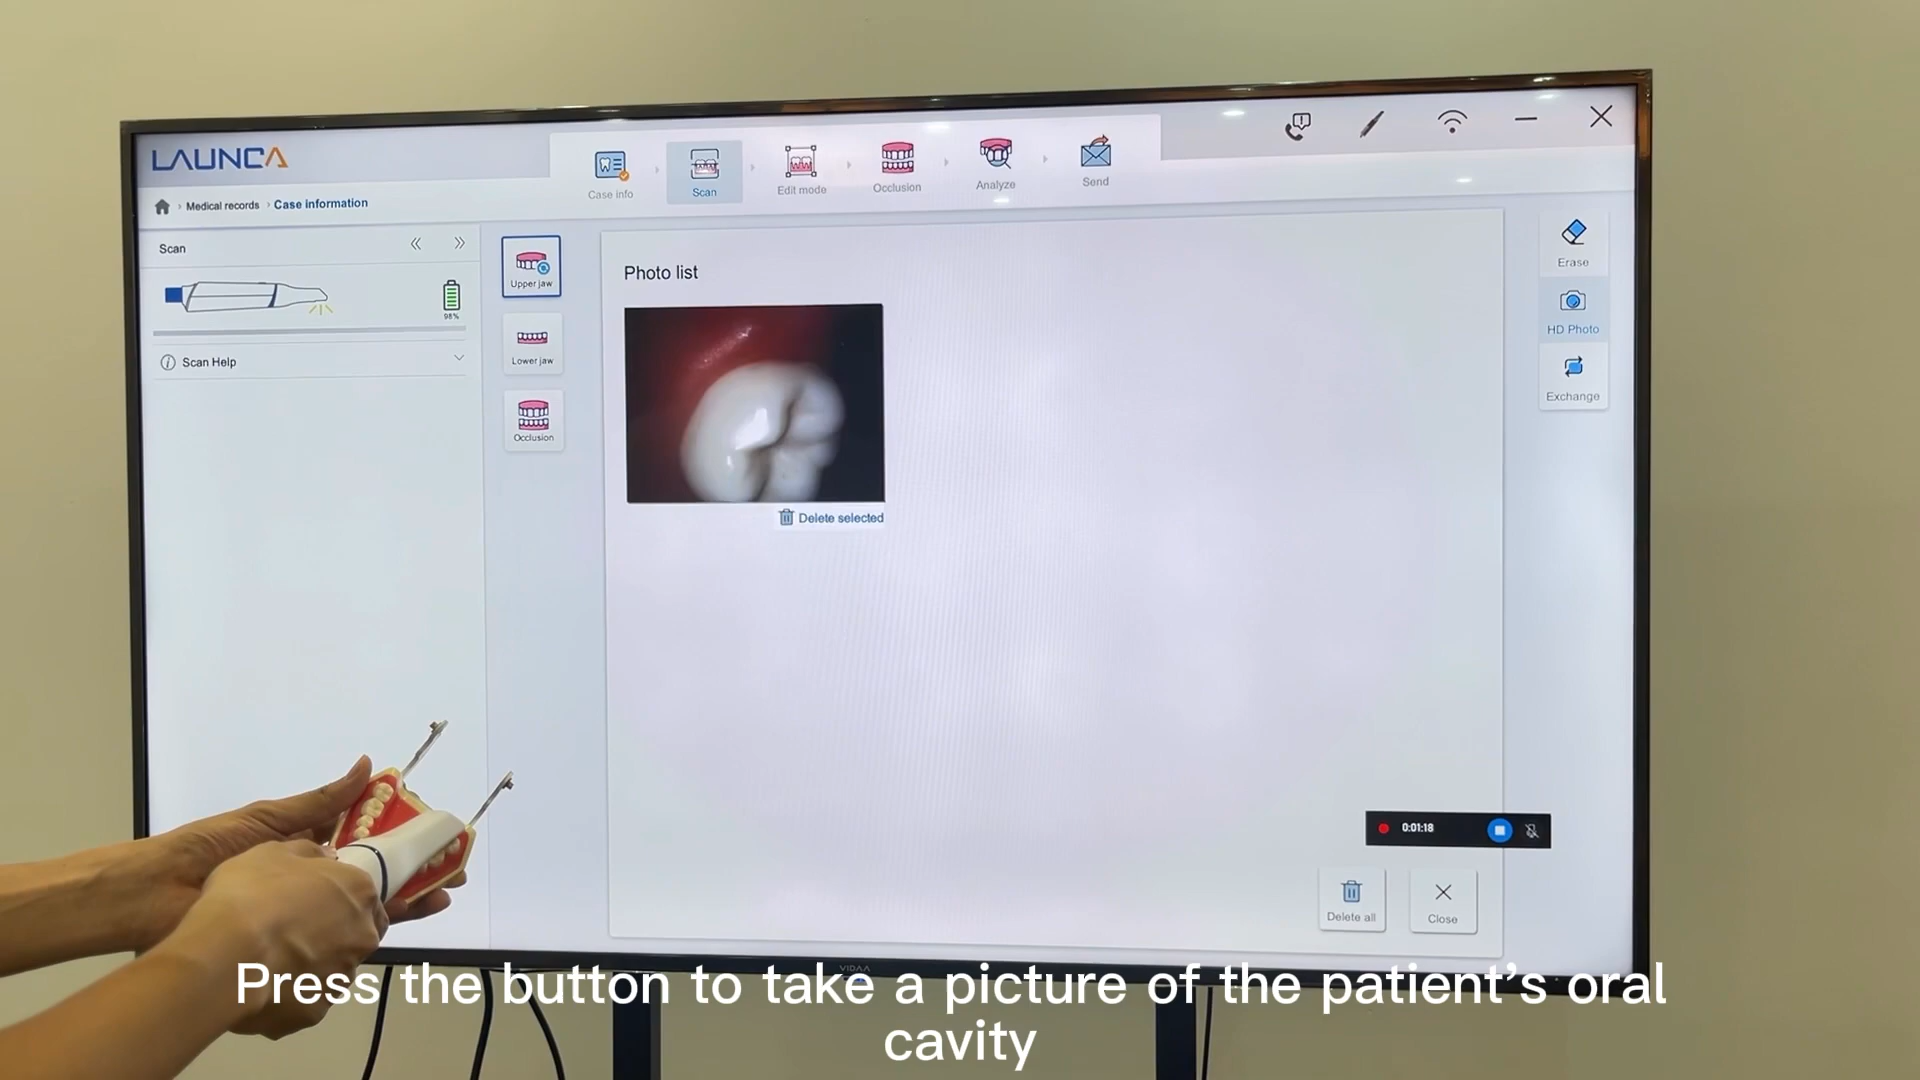 LAUNCA
Case info
Scan
Edit mode
Occlusion
Analyze
Send
Medical records
Case information
Scan
98%
Scan Help
Upper jaw
Lower jaw
Occlusion
Photo list
Delete selected
Erase
HD Photo
Exchange
0:01:18
Delete all
Close
VIDAA
Press the button to take a picture of the patient’s oral
cavity